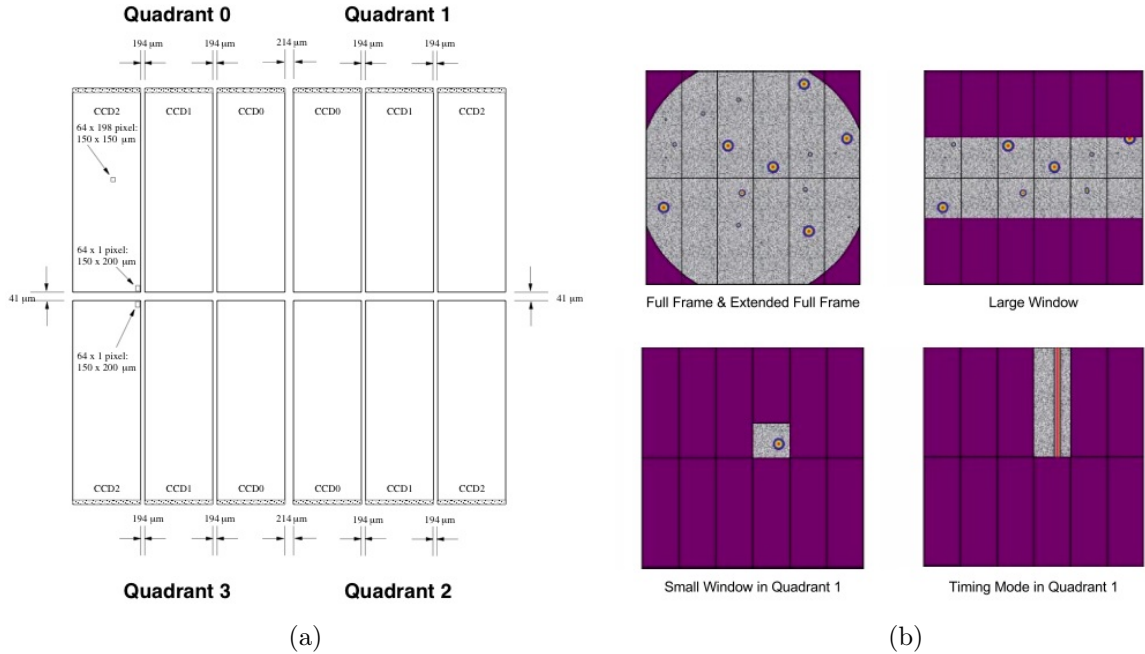 Quadrant 0
Quadrant 1
194 µm
194 µm
214 µm
194 µm
194 µm
CCD2
CCD1
CCD0
CCD0
CCD1
CCD2
64 x 198 pixel:
150 x 150 µm
64 x 1 pixel:
150 x 200 µm
41 µm
41 µm
64 x 1 pixel:
150 x 200 µm
CCD2
CCD1
CCD0
CCD0
CCD1
CCD2
194 µm
194 µm
214 µm
194 µm
194 µm
Quadrant 3
Quadrant 2
(a)
Full Frame & Extended Full Frame
Large Window
Small Window in Quadrant 1
Timing Mode in Quadrant 1
(b)